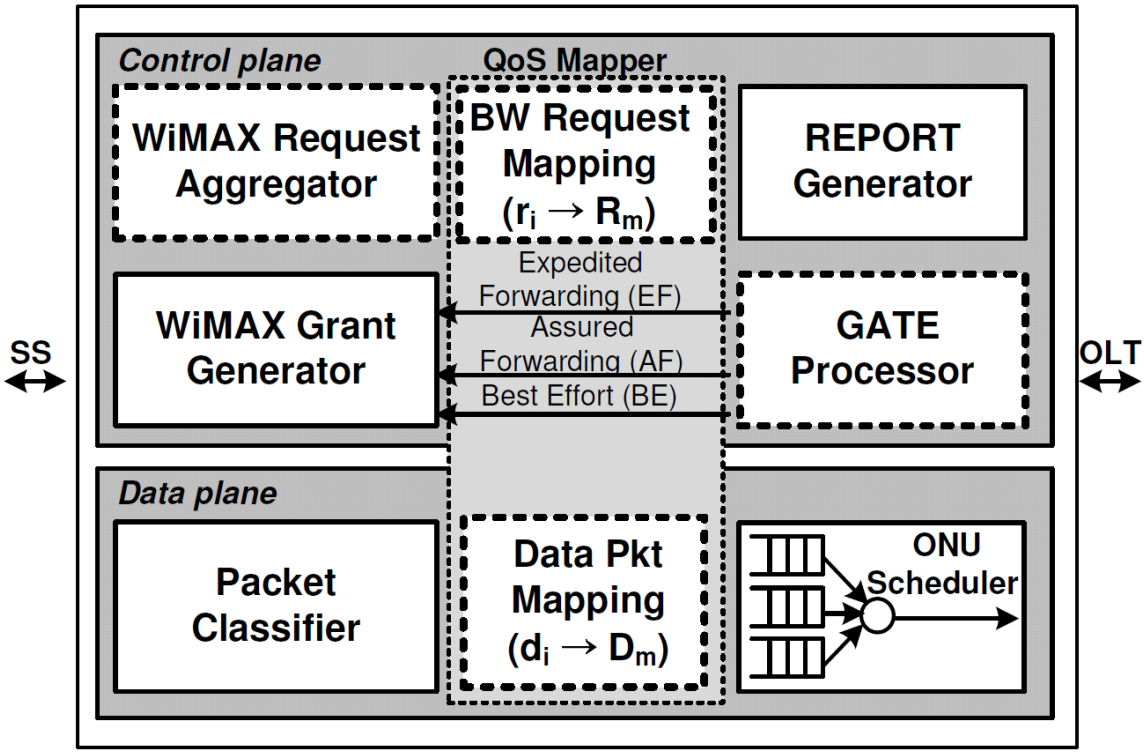 Control plane
QoS Mapper
WiMAX Request
Aggregator
BW Request
Mapping
(rᵢ → Rₘ)
REPORT
Generator
Expedited
Forwarding (EF)
Assured
Forwarding (AF)
Best Effort (BE)
WiMAX Grant
Generator
GATE
Processor
SS
OLT
Data plane
Packet
Classifier
Data Pkt
Mapping
(dᵢ → Dₘ)
ONU
Scheduler